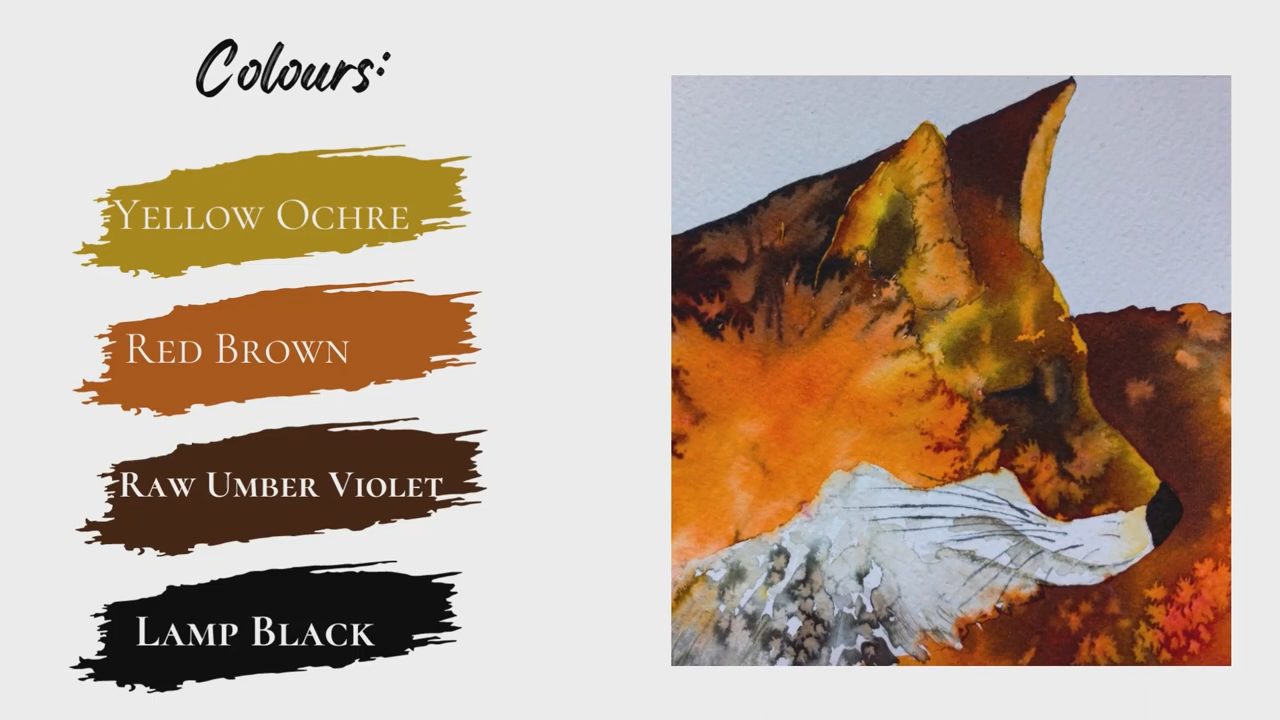 Colours:
Yellow Ochre
Red Brown
Raw Umber Violet
Lamp Black